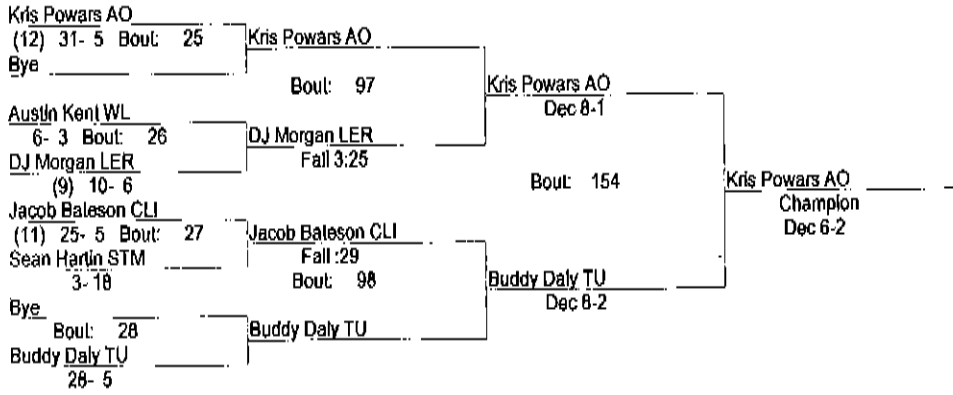 Kris Powars AO
(12) 31- 5 Bout: 25
Kris Powars AO
Bye
Bout: 97
Kris Powars AO
Dec 8-1
Austin Kent WL
6- 3 Bout: 26
DJ Morgan LER
Fall 3:25
DJ Morgan LER
(9) 10- 6
Bout: 154
Kris Powars AO
Champion
Dec 6-2
Jacob Bateson CLI
(11) 25- 5 Bout: 27
Jacob Bateson CLI
Fall :29
Sean Hartin STM
3- 18
Bout: 98
Buddy Daly TU
Dec 8-2
Bye
Bout: 28
Buddy Daly TU
Buddy Daly TU
28- 5